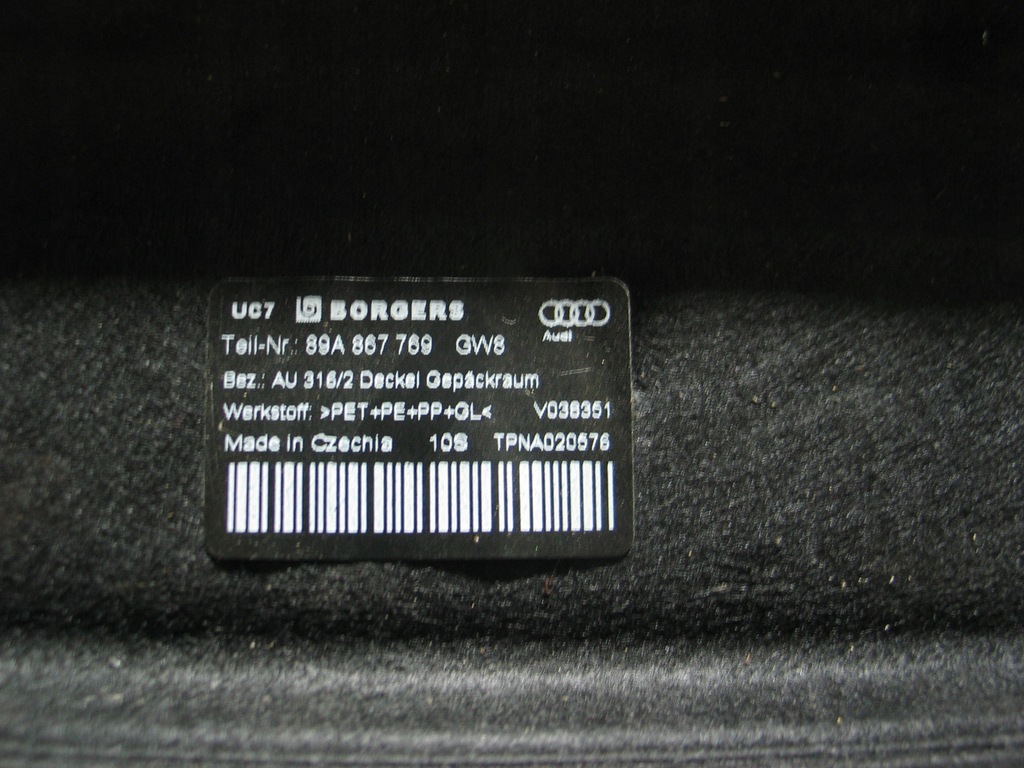 UC7 BORGERS
Audi
Teil-Nr.: 89A 867 769 GW8
Bez.: AU 316/2 Deckel Gepäckraum
Werkstoff: >PET+PE+PP+GL< V038351
Made in Czechia 10S TPNA020576